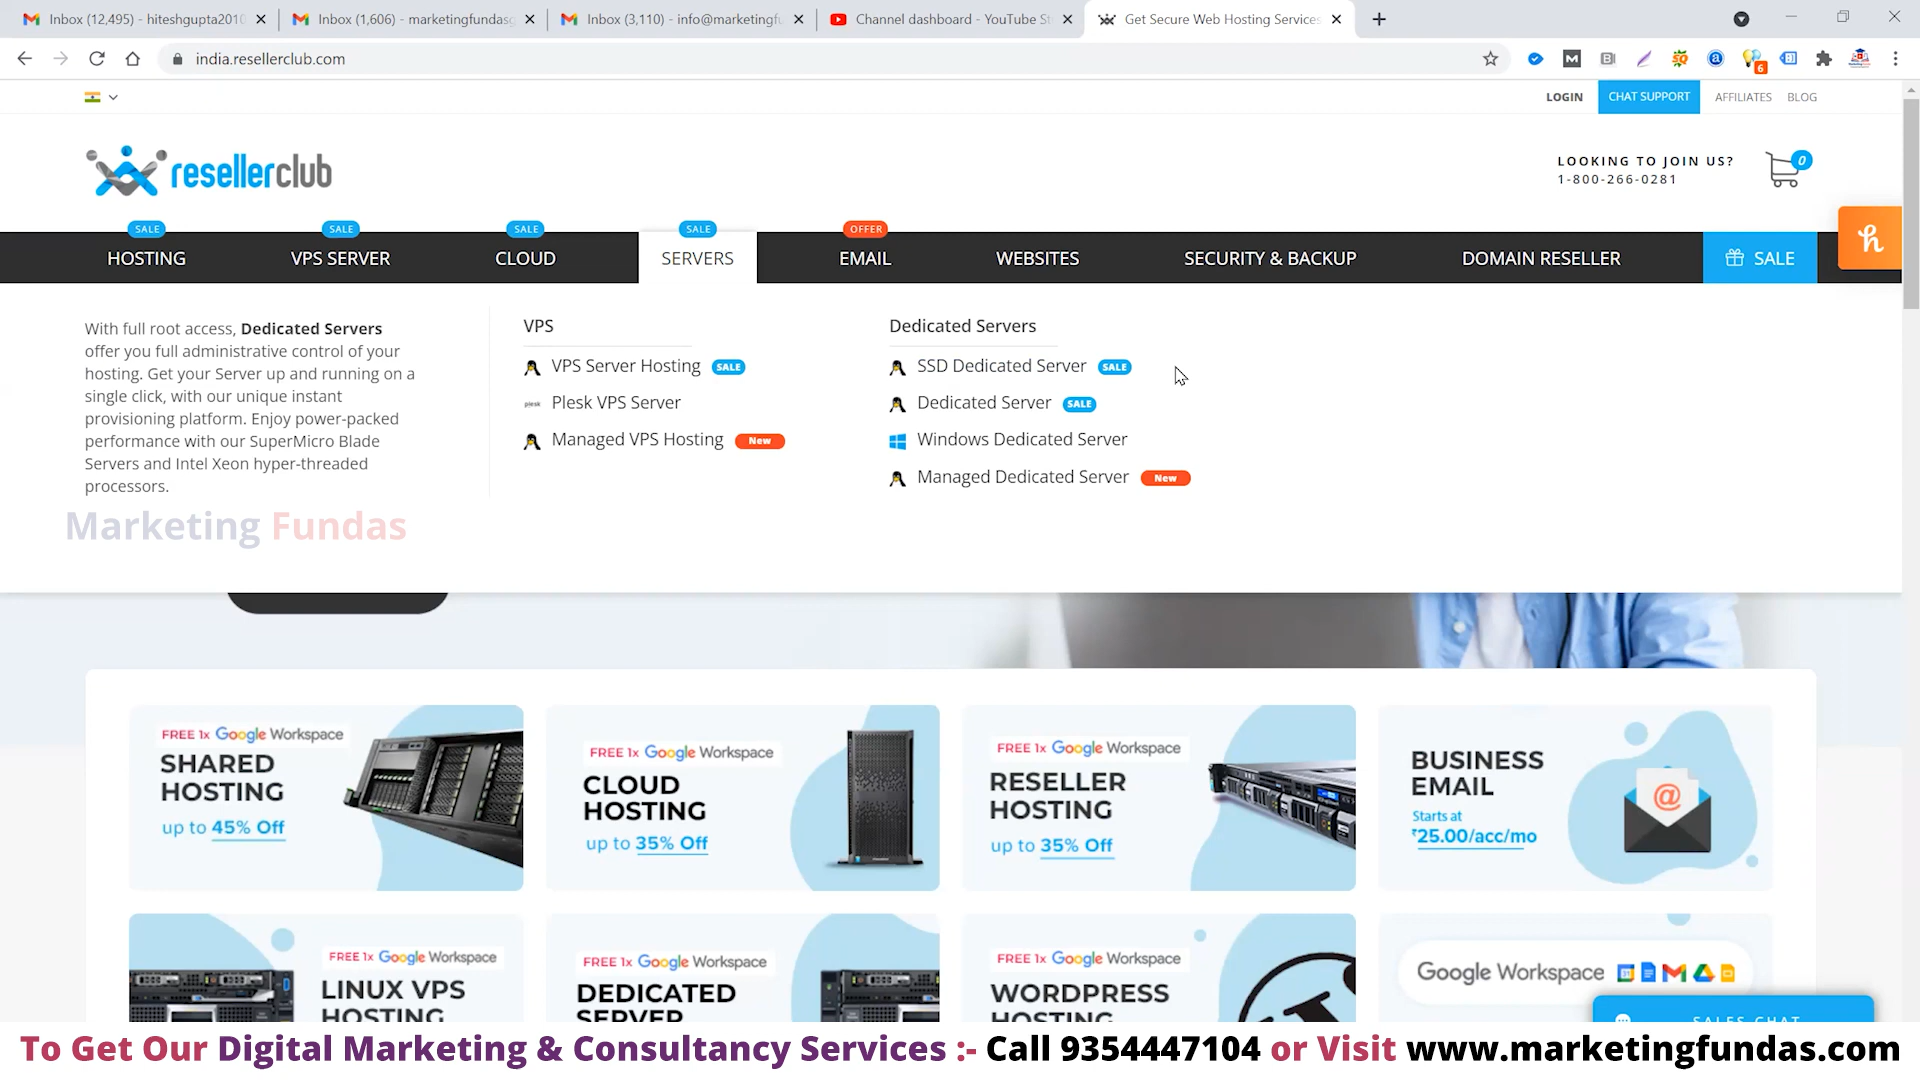 Inbox (12,495) - hiteshgupta2010
Inbox (1,606) - marketingfundasg
Inbox (3,110) - info@marketingfu
Channel dashboard - YouTube St
Get Secure Web Hosting Services
india.resellerclub.com
6
LOGIN
CHAT SUPPORT
AFFILIATES
BLOG
resellerclub
LOOKING TO JOIN US?
1-800-266-0281
0
SALE
SALE
SALE
SALE
OFFER
HOSTING
VPS SERVER
CLOUD
SERVERS
EMAIL
WEBSITES
SECURITY & BACKUP
DOMAIN RESELLER
SALE
With full root access, Dedicated Servers
offer you full administrative control of your
hosting. Get your Server up and running on a
single click, with our unique instant
provisioning platform. Enjoy power-packed
performance with our SuperMicro Blade
Servers and Intel Xeon hyper-threaded
processors.
VPS
VPS Server Hosting SALE
Plesk VPS Server
Managed VPS Hosting New
Dedicated Servers
SSD Dedicated Server SALE
Dedicated Server SALE
Windows Dedicated Server
Managed Dedicated Server New
Marketing Fundas
FREE 1x Google Workspace
SHARED
HOSTING
up to 45% Off
FREE 1x Google Workspace
CLOUD
HOSTING
up to 35% Off
FREE 1x Google Workspace
RESELLER
HOSTING
up to 35% Off
BUSINESS
EMAIL
Starts at
₹25.00/acc/mo
FREE 1x Google Workspace
LINUX VPS
HOSTING
FREE 1x Google Workspace
DEDICATED
SERVER
FREE 1x Google Workspace
WORDPRESS
HOSTING
Google Workspace
SALES CHAT
To Get Our Digital Marketing & Consultancy Services :- Call 9354447104 or Visit www.marketingfundas.com